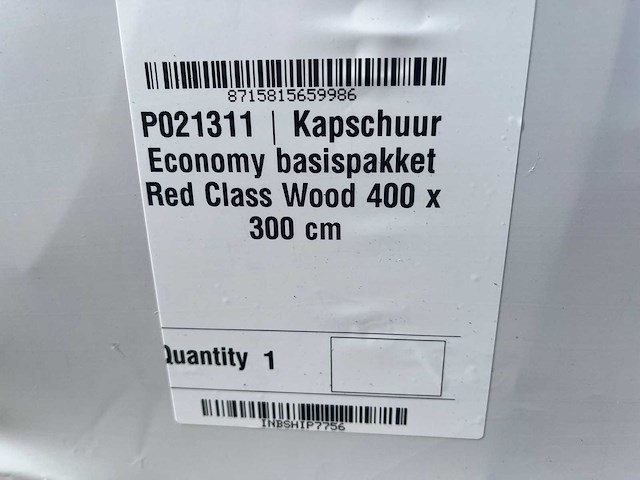 8715815659986
P021311 | Kapschuur
Economy basispakket
Red Class Wood 400 x
300 cm
Quantity 1
INBSHIP7756